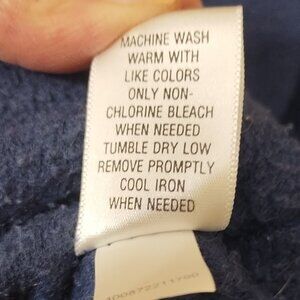 MACHINE WASH
WARM WITH
LIKE COLORS
ONLY NON-
CHLORINE BLEACH
WHEN NEEDED
TUMBLE DRY LOW
REMOVE PROMPTLY
COOL IRON
WHEN NEEDED